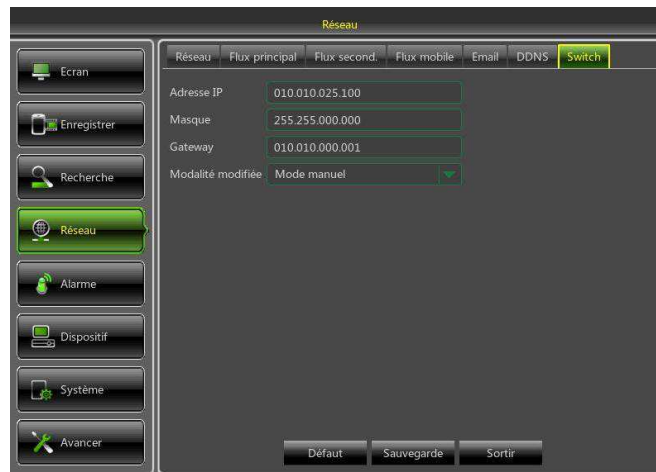 Réseau
Ecran
Enregistrer
Recherche
Réseau
Alarme
Dispositif
Système
Avancer
Réseau Flux principal Flux second. Flux mobile Email DDNS Switch
Adresse IP 010.010.025.100
Masque 255.255.000.000
Gateway 010.010.000.001
Modalité modifiée Mode manuel
Défaut Sauvegarde Sortir